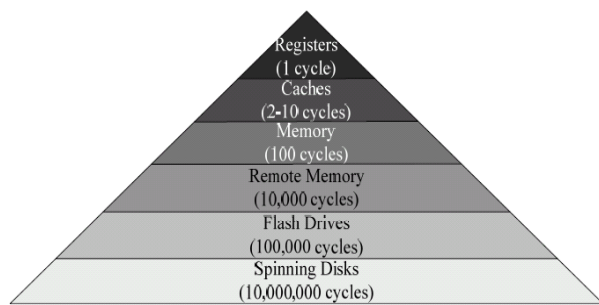 Registers
(1 cycle)
Caches
(2-10 cycles)
Memory
(100 cycles)
Remote Memory
(10,000 cycles)
Flash Drives
(100,000 cycles)
Spinning Disks
(10,000,000 cycles)